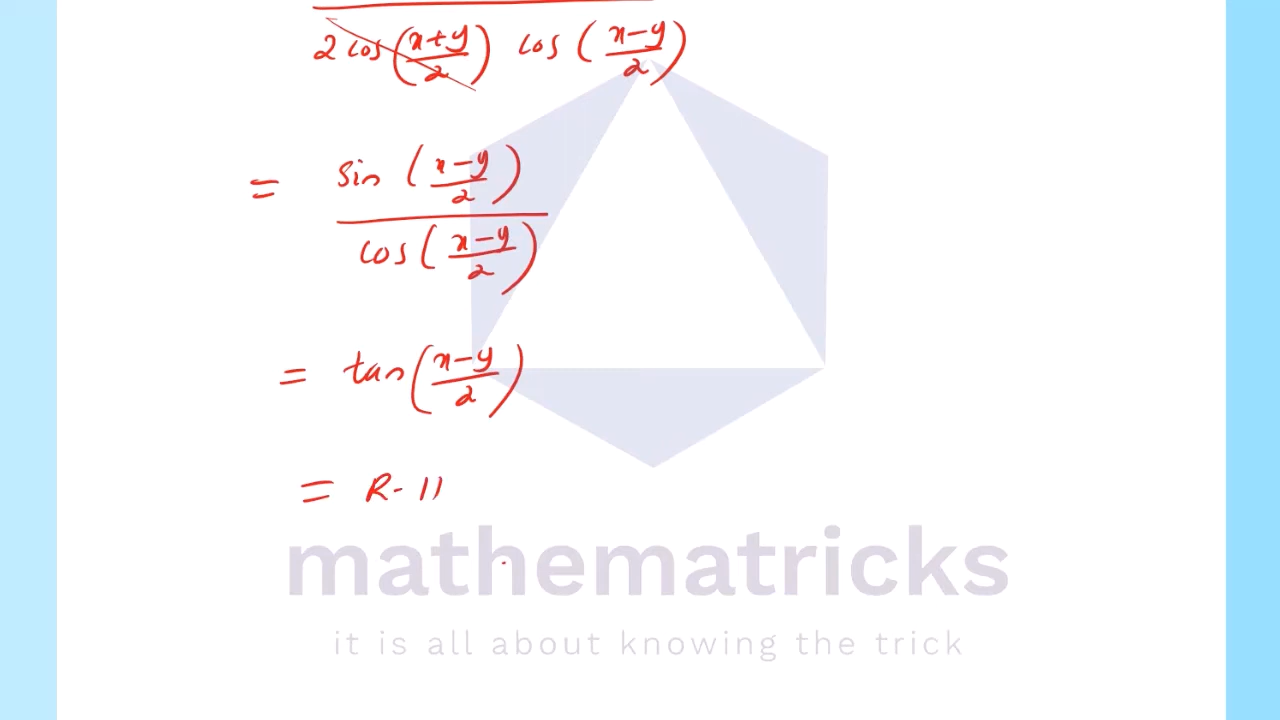 2 cos (x+y/2) cos (x-y/2)
= sin (x-y/2)
cos (x-y/2)
= tan (x-y/2)
= R-11
mathematricks
it is all about knowing the trick